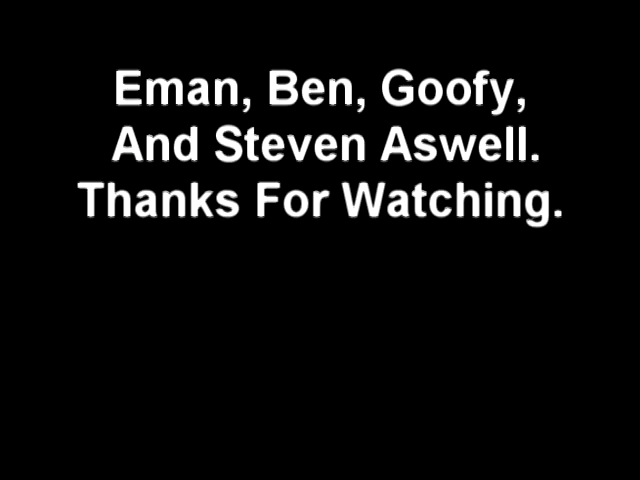 Eman, Ben, Goofy,
And Steven Aswell.
Thanks For Watching.